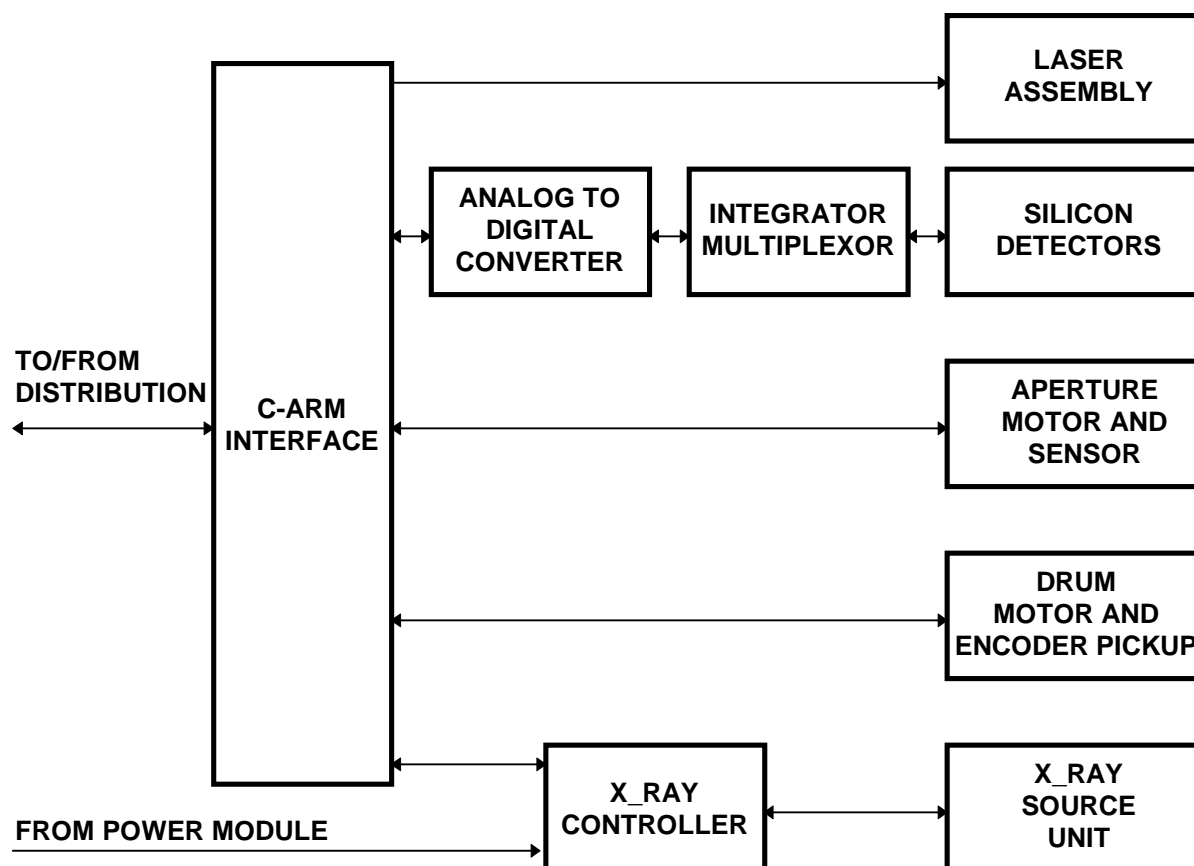 LASER
ASSEMBLY
ANALOG TO
DIGITAL
CONVERTER
INTEGRATOR
MULTIPLEXOR
SILICON
DETECTORS
TO/FROM
DISTRIBUTION
C-ARM
INTERFACE
APERTURE
MOTOR AND
SENSOR
DRUM
MOTOR AND
ENCODER PICKUP
X_RAY
CONTROLLER
X_RAY
SOURCE
UNIT
FROM POWER MODULE